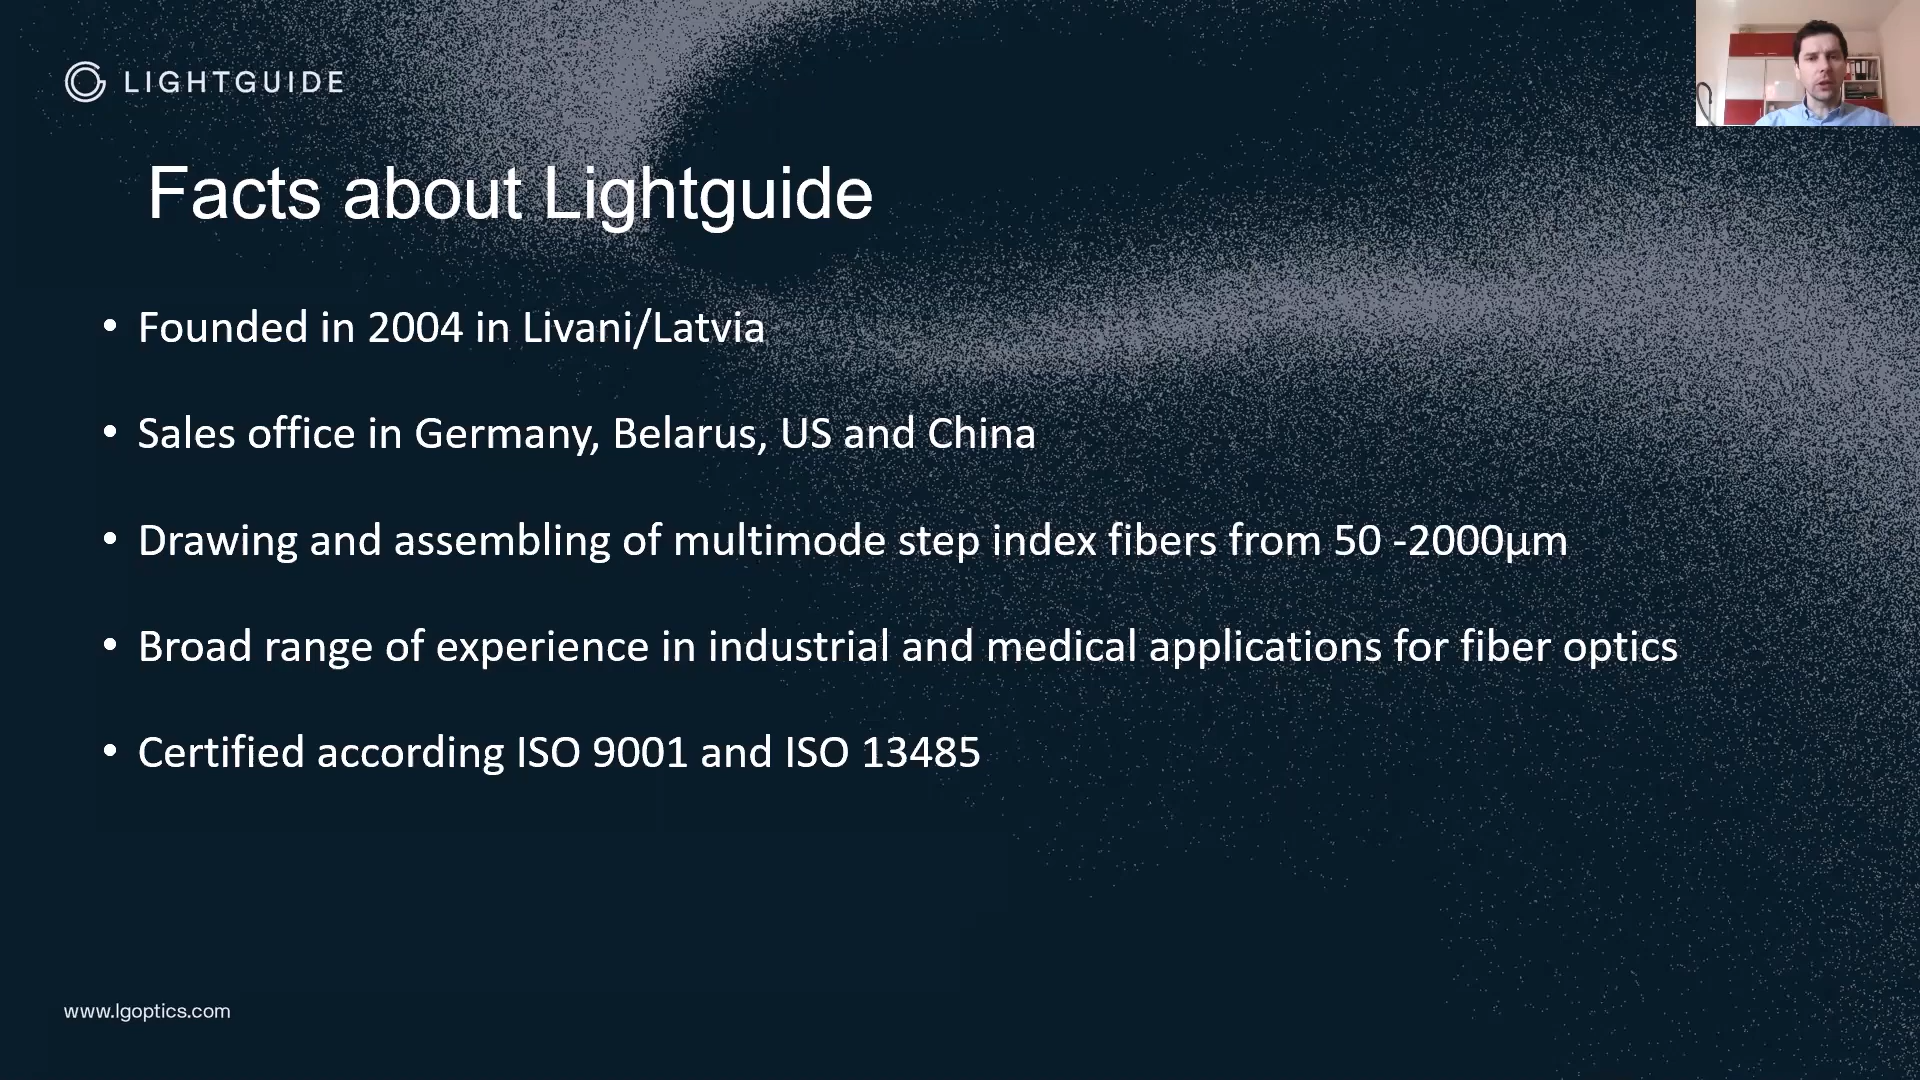 LIGHTGUIDE
Facts about Lightguide
• Founded in 2004 in Livani/Latvia
• Sales office in Germany, Belarus, US and China
• Drawing and assembling of multimode step index fibers from 50 -2000µm
• Broad range of experience in industrial and medical applications for fiber optics
• Certified according ISO 9001 and ISO 13485
www.lgoptics.com